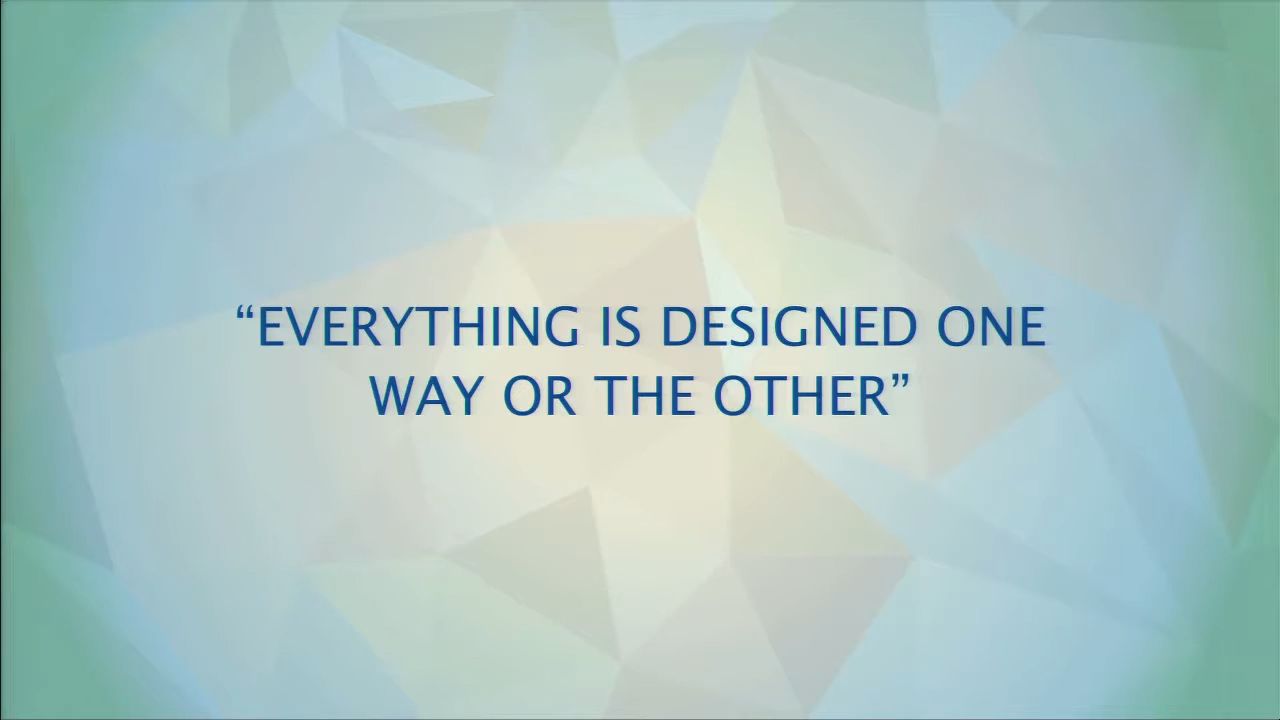 “EVERYTHING IS DESIGNED ONE
WAY OR THE OTHER”